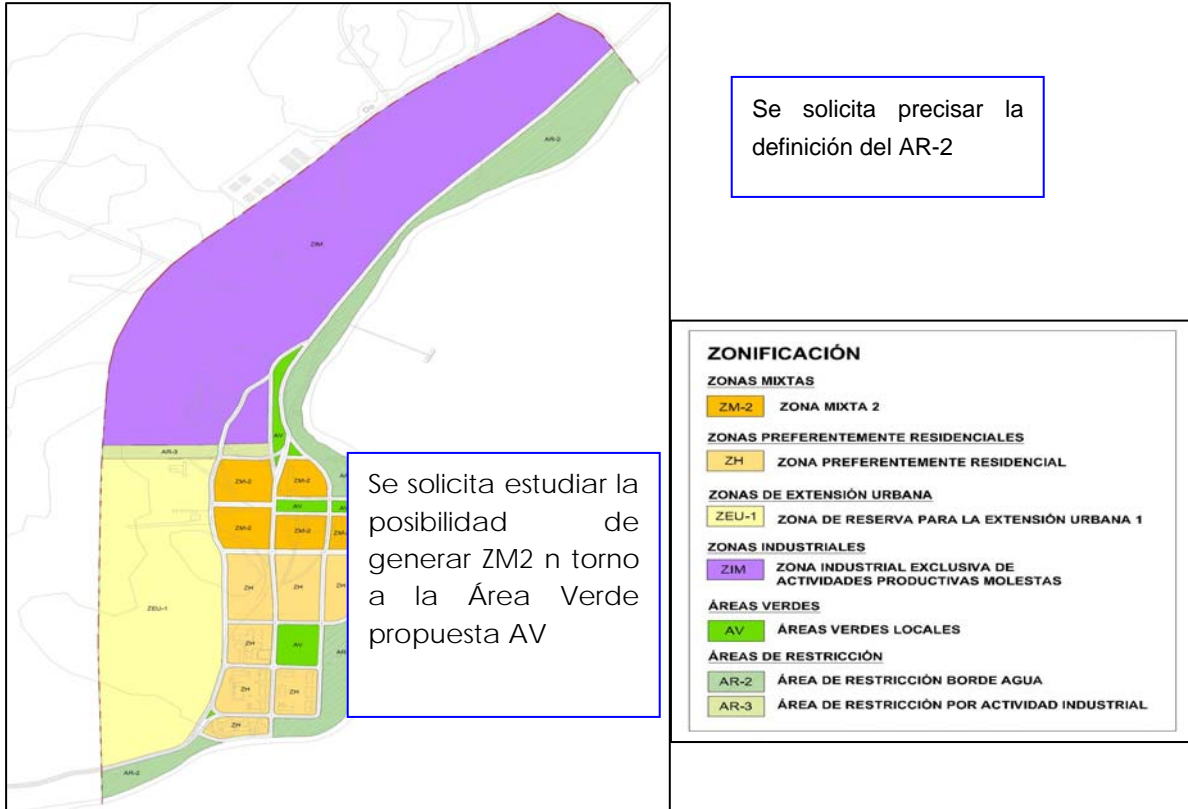 AR-2
ZIM
Se solicita precisar la
definición del AR-2
AV
AR-3
ZM-2
ZM-2
AV
ZM-2
ZM-2
ZH
ZH
ZEU-1
ZH
AV
ZH
ZH
ZH
AR-2
Se solicita estudiar la
posibilidad de
generar ZM2 n torno
a la Área Verde
propuesta AV
ZONIFICACIÓN
ZONAS MIXTAS
ZM-2 ZONA MIXTA 2
ZONAS PREFERENTEMENTE RESIDENCIALES
ZH ZONA PREFERENTEMENTE RESIDENCIAL
ZONAS DE EXTENSIÓN URBANA
ZEU-1 ZONA DE RESERVA PARA LA EXTENSIÓN URBANA 1
ZONAS INDUSTRIALES
ZIM ZONA INDUSTRIAL EXCLUSIVA DE
ACTIVIDADES PRODUCTIVAS MOLESTAS
ÁREAS VERDES
AV ÁREAS VERDES LOCALES
ÁREAS DE RESTRICCIÓN
AR-2 ÁREA DE RESTRICCIÓN BORDE AGUA
AR-3 ÁREA DE RESTRICCIÓN POR ACTIVIDAD INDUSTRIAL